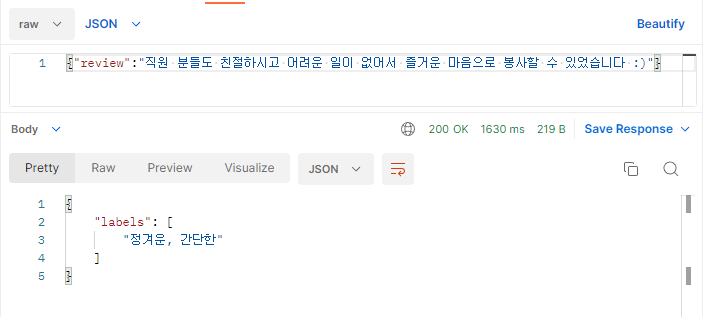 raw JSON Beautify
1 {"review":"직원 분들도 친절하시고 어려운 일이 없어서 즐거운 마음으로 봉사할 수 있었습니다 :)"}
Body 200 OK 1630 ms 219 B Save Response
Pretty Raw Preview Visualize JSON
1 {
2 "labels": [
3 "정겨운, 간단한"
4 ]
5 }